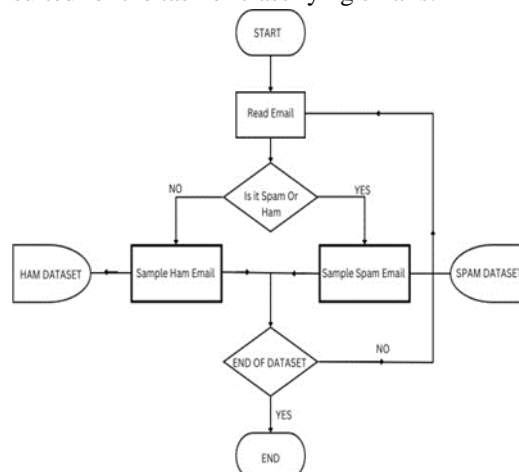 START
Read Email
Is it Spam Or
Ham
NO
YES
HAM DATASET
Sample Ham Email
Sample Spam Email
SPAM DATASET
END OF DATASET
NO
YES
END